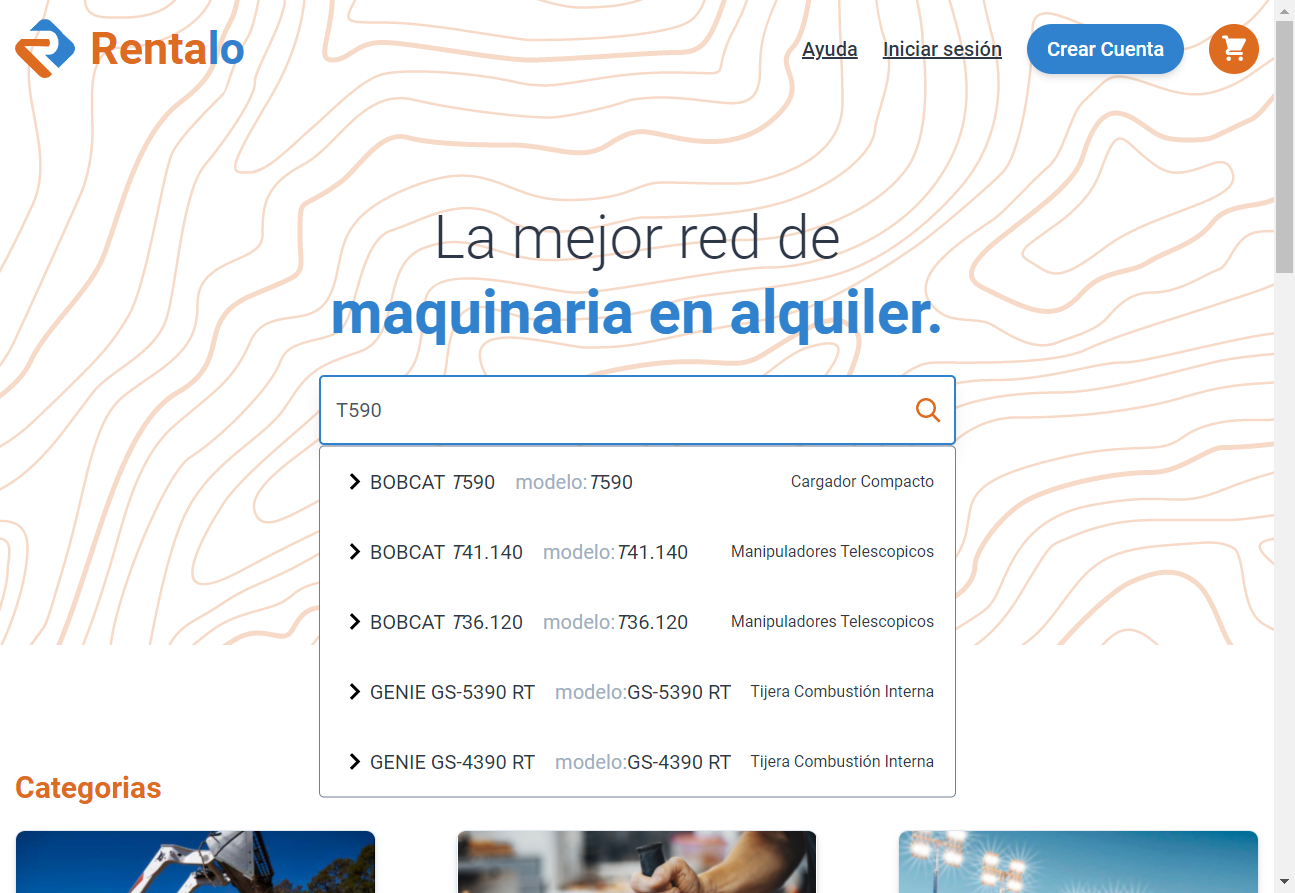 Rentalo
Ayuda
Iniciar sesión
Crear Cuenta
La mejor red de
maquinaria en alquiler.
T590
BOBCAT T590 modelo:T590 Cargador Compacto
BOBCAT T41.140 modelo:T41.140 Manipuladores Telescopicos
BOBCAT T36.120 modelo:T36.120 Manipuladores Telescopicos
GENIE GS-5390 RT modelo:GS-5390 RT Tijera Combustión Interna
GENIE GS-4390 RT modelo:GS-4390 RT Tijera Combustión Interna
Categorias